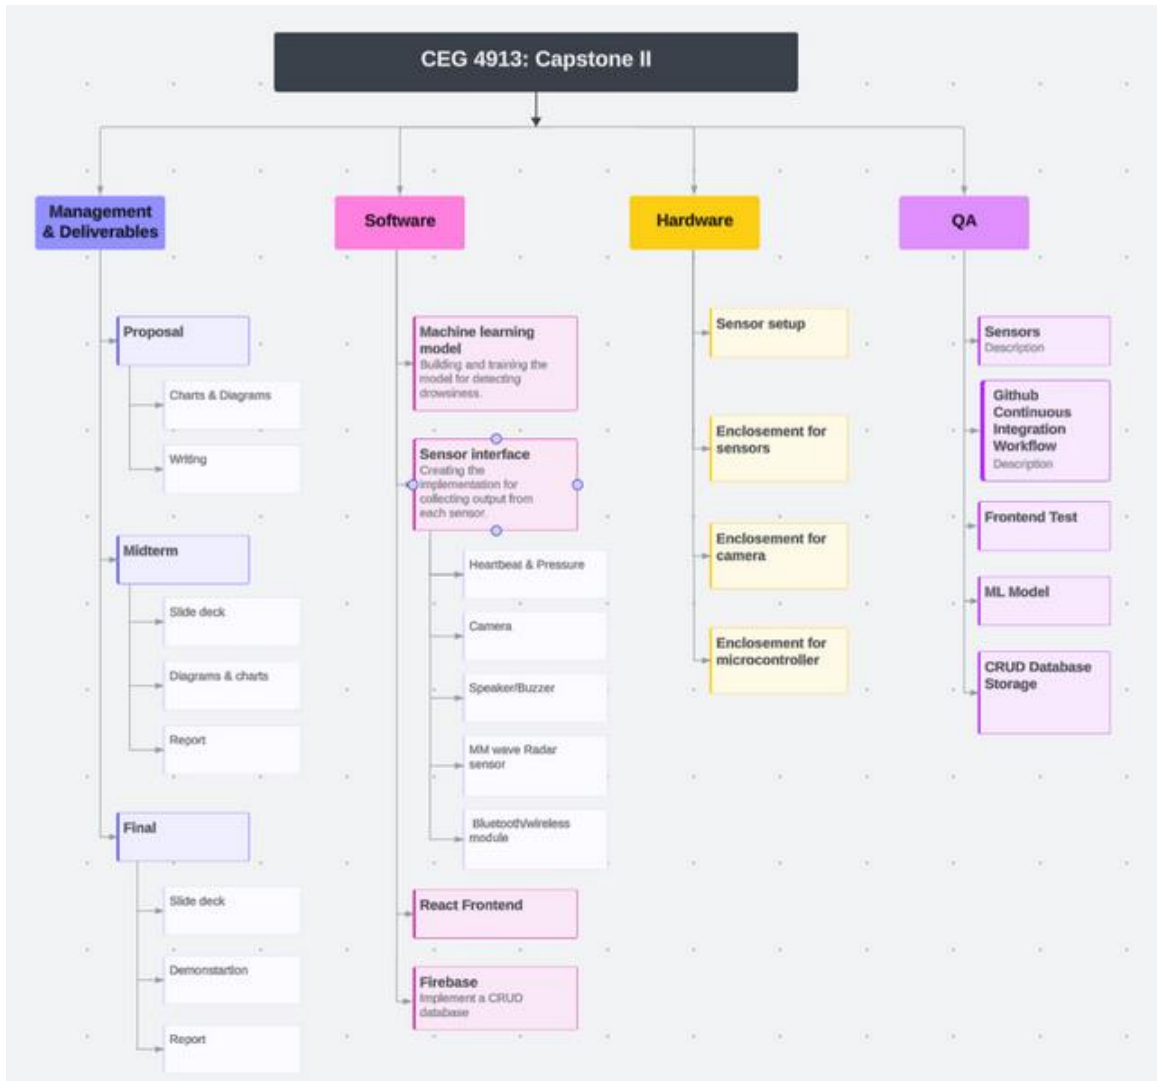 CEG 4913: Capstone II
Management
& Deliverables
Proposal
Charts & Diagrams
Writing
Midterm
Slide deck
Diagrams & charts
Report
Final
Slide deck
Demonstartion
Report
Software
Machine learning
model
Building and training the
model for detecting
drowsiness.
Sensor interface
Creating the
implementation for
collecting output from
each sensor.
Heartbeat & Pressure
Camera
Speaker/Buzzer
MM wave Radar
sensor
Bluetooth/wireless
module
React Frontend
Firebase
Implement a CRUD
database
Hardware
Sensor setup
Enclosement for
sensors
Enclosement for
camera
Enclosement for
microcontroller
QA
Sensors
Description
Github
Continuous
Integration
Workflow
Description
Frontend Test
ML Model
CRUD Database
Storage